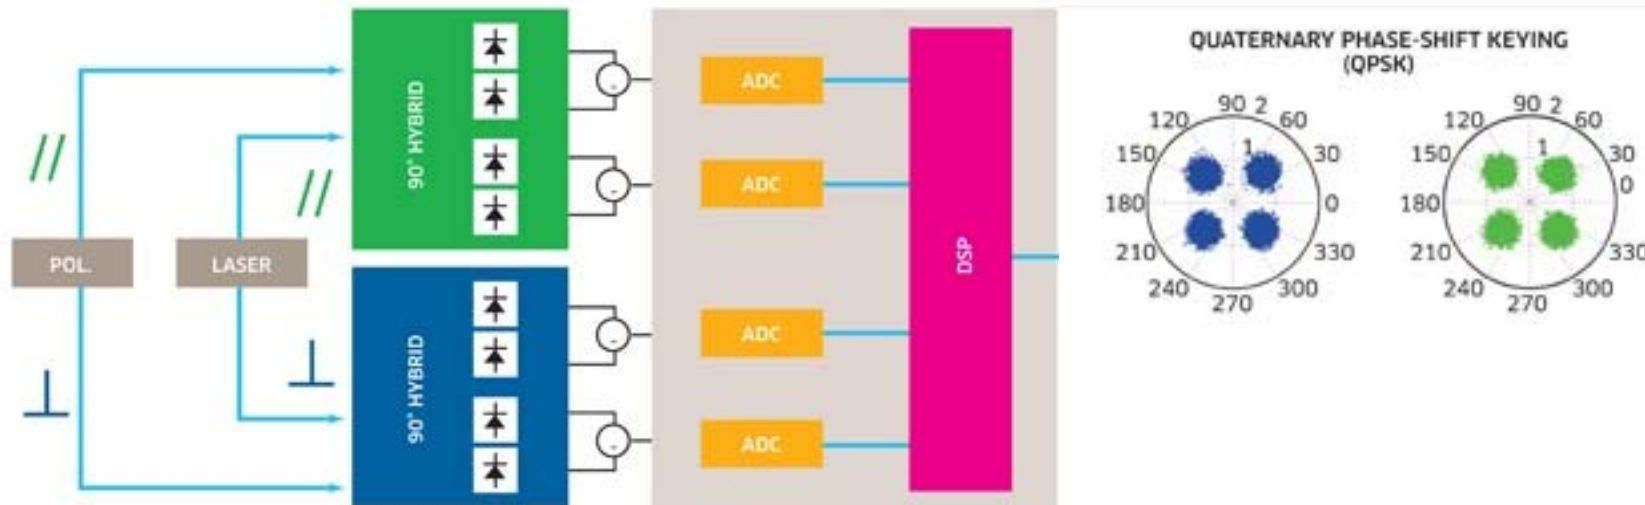 POL.
LASER
90° HYBRID
90° HYBRID
ADC
ADC
ADC
ADC
DSP
QUATERNARY PHASE-SHIFT KEYING
(QPSK)
90 2
120 60
150 1 30
180 0
210 330
240 300
270
90 2
120 60
150 1 30
0
180
210 330
240 300
270